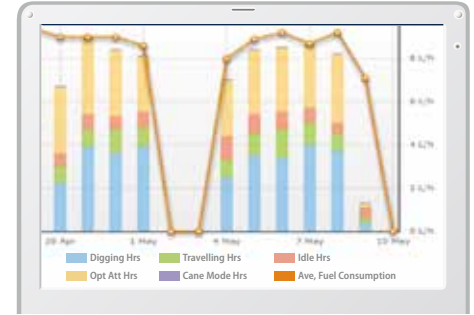 8 L/h
6 L/h
4 L/h
0 L/h
28 Apr 1 May 4 May 7 May 10 May
Digging Hrs Travelling Hrs Idle Hrs
Opt Att Hrs Cane Mode Hrs Ave, Fuel Consumption